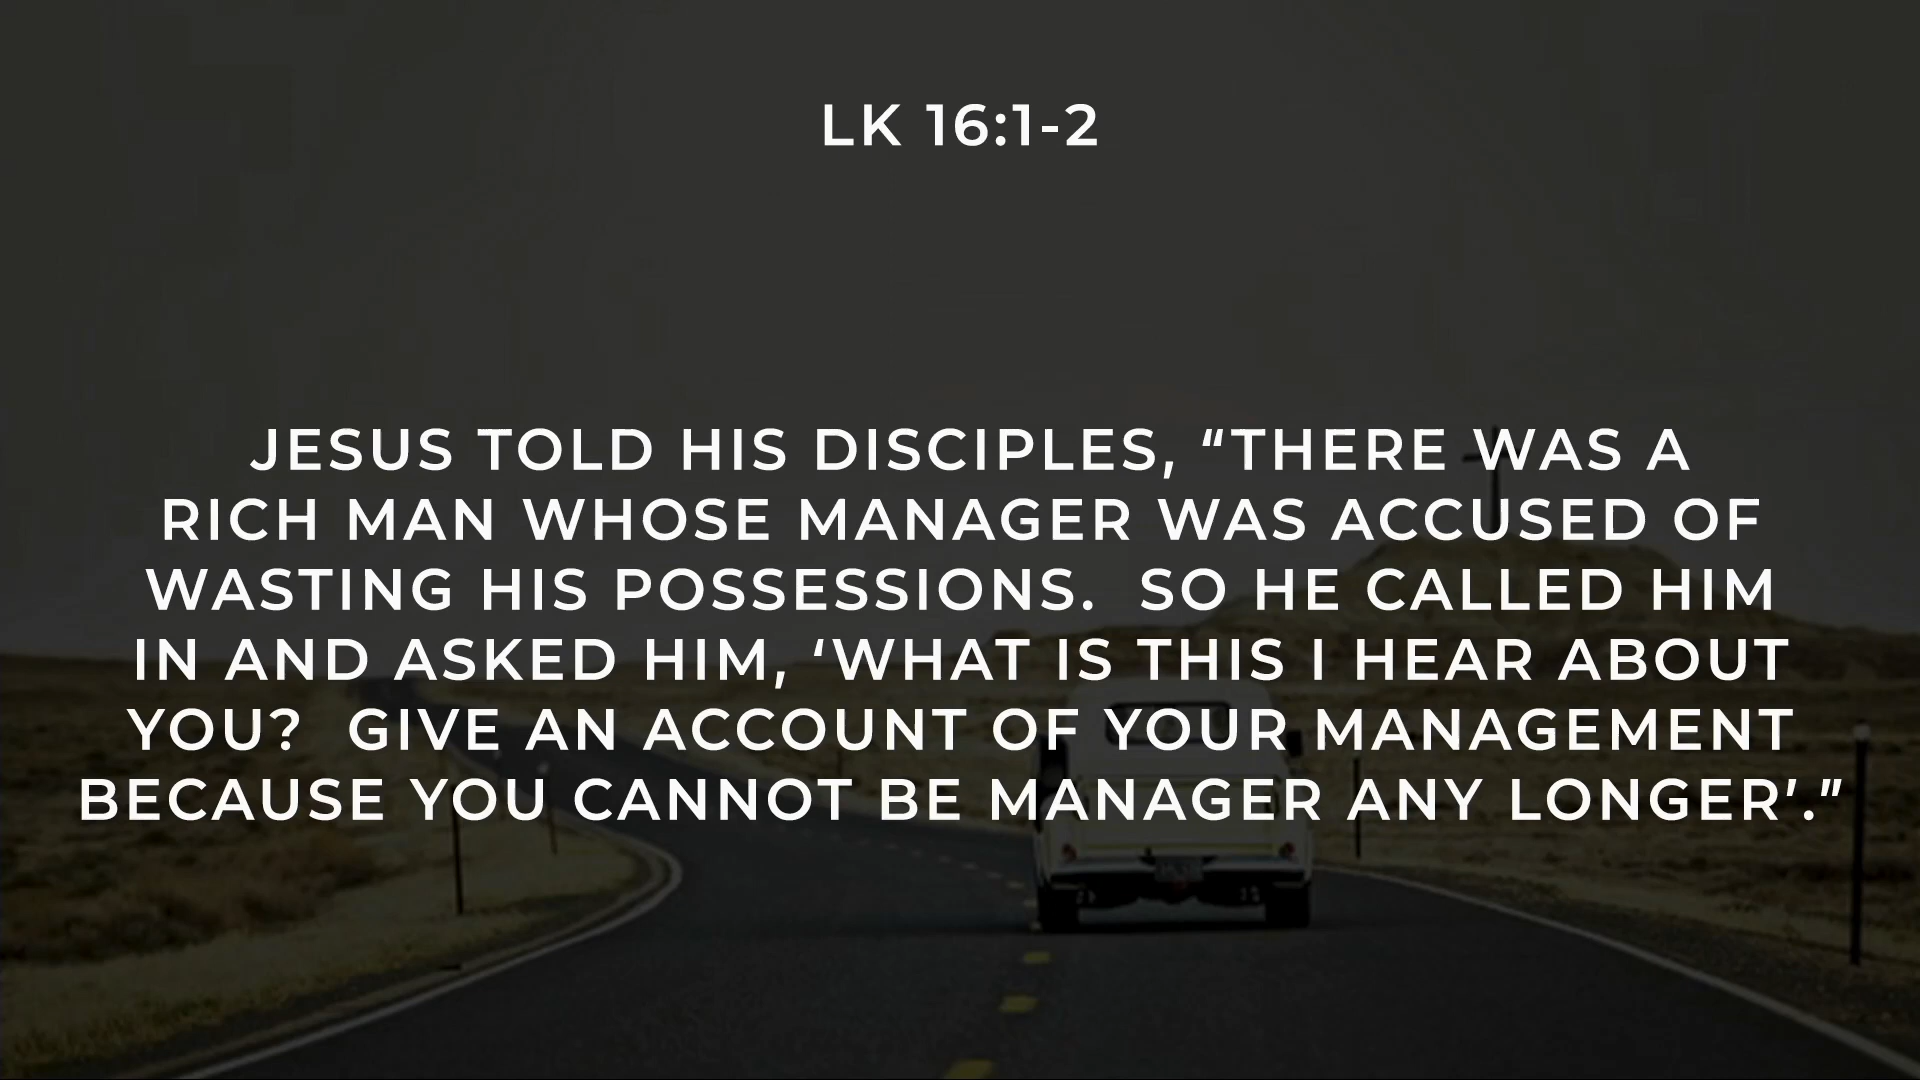 LK 16:1-2
JESUS TOLD HIS DISCIPLES, “THERE WAS A
RICH MAN WHOSE MANAGER WAS ACCUSED OF
WASTING HIS POSSESSIONS.  SO HE CALLED HIM
IN AND ASKED HIM, ‘WHAT IS THIS I HEAR ABOUT
YOU?  GIVE AN ACCOUNT OF YOUR MANAGEMENT
BECAUSE YOU CANNOT BE MANAGER ANY LONGER’.”